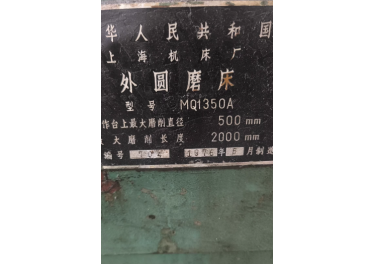 华人民共和国
上海机床厂
外圆磨床
型号 MQ1350A
作台上最大磨削直径 500 mm
大磨削长度 2000 mm
编号 年 月制造